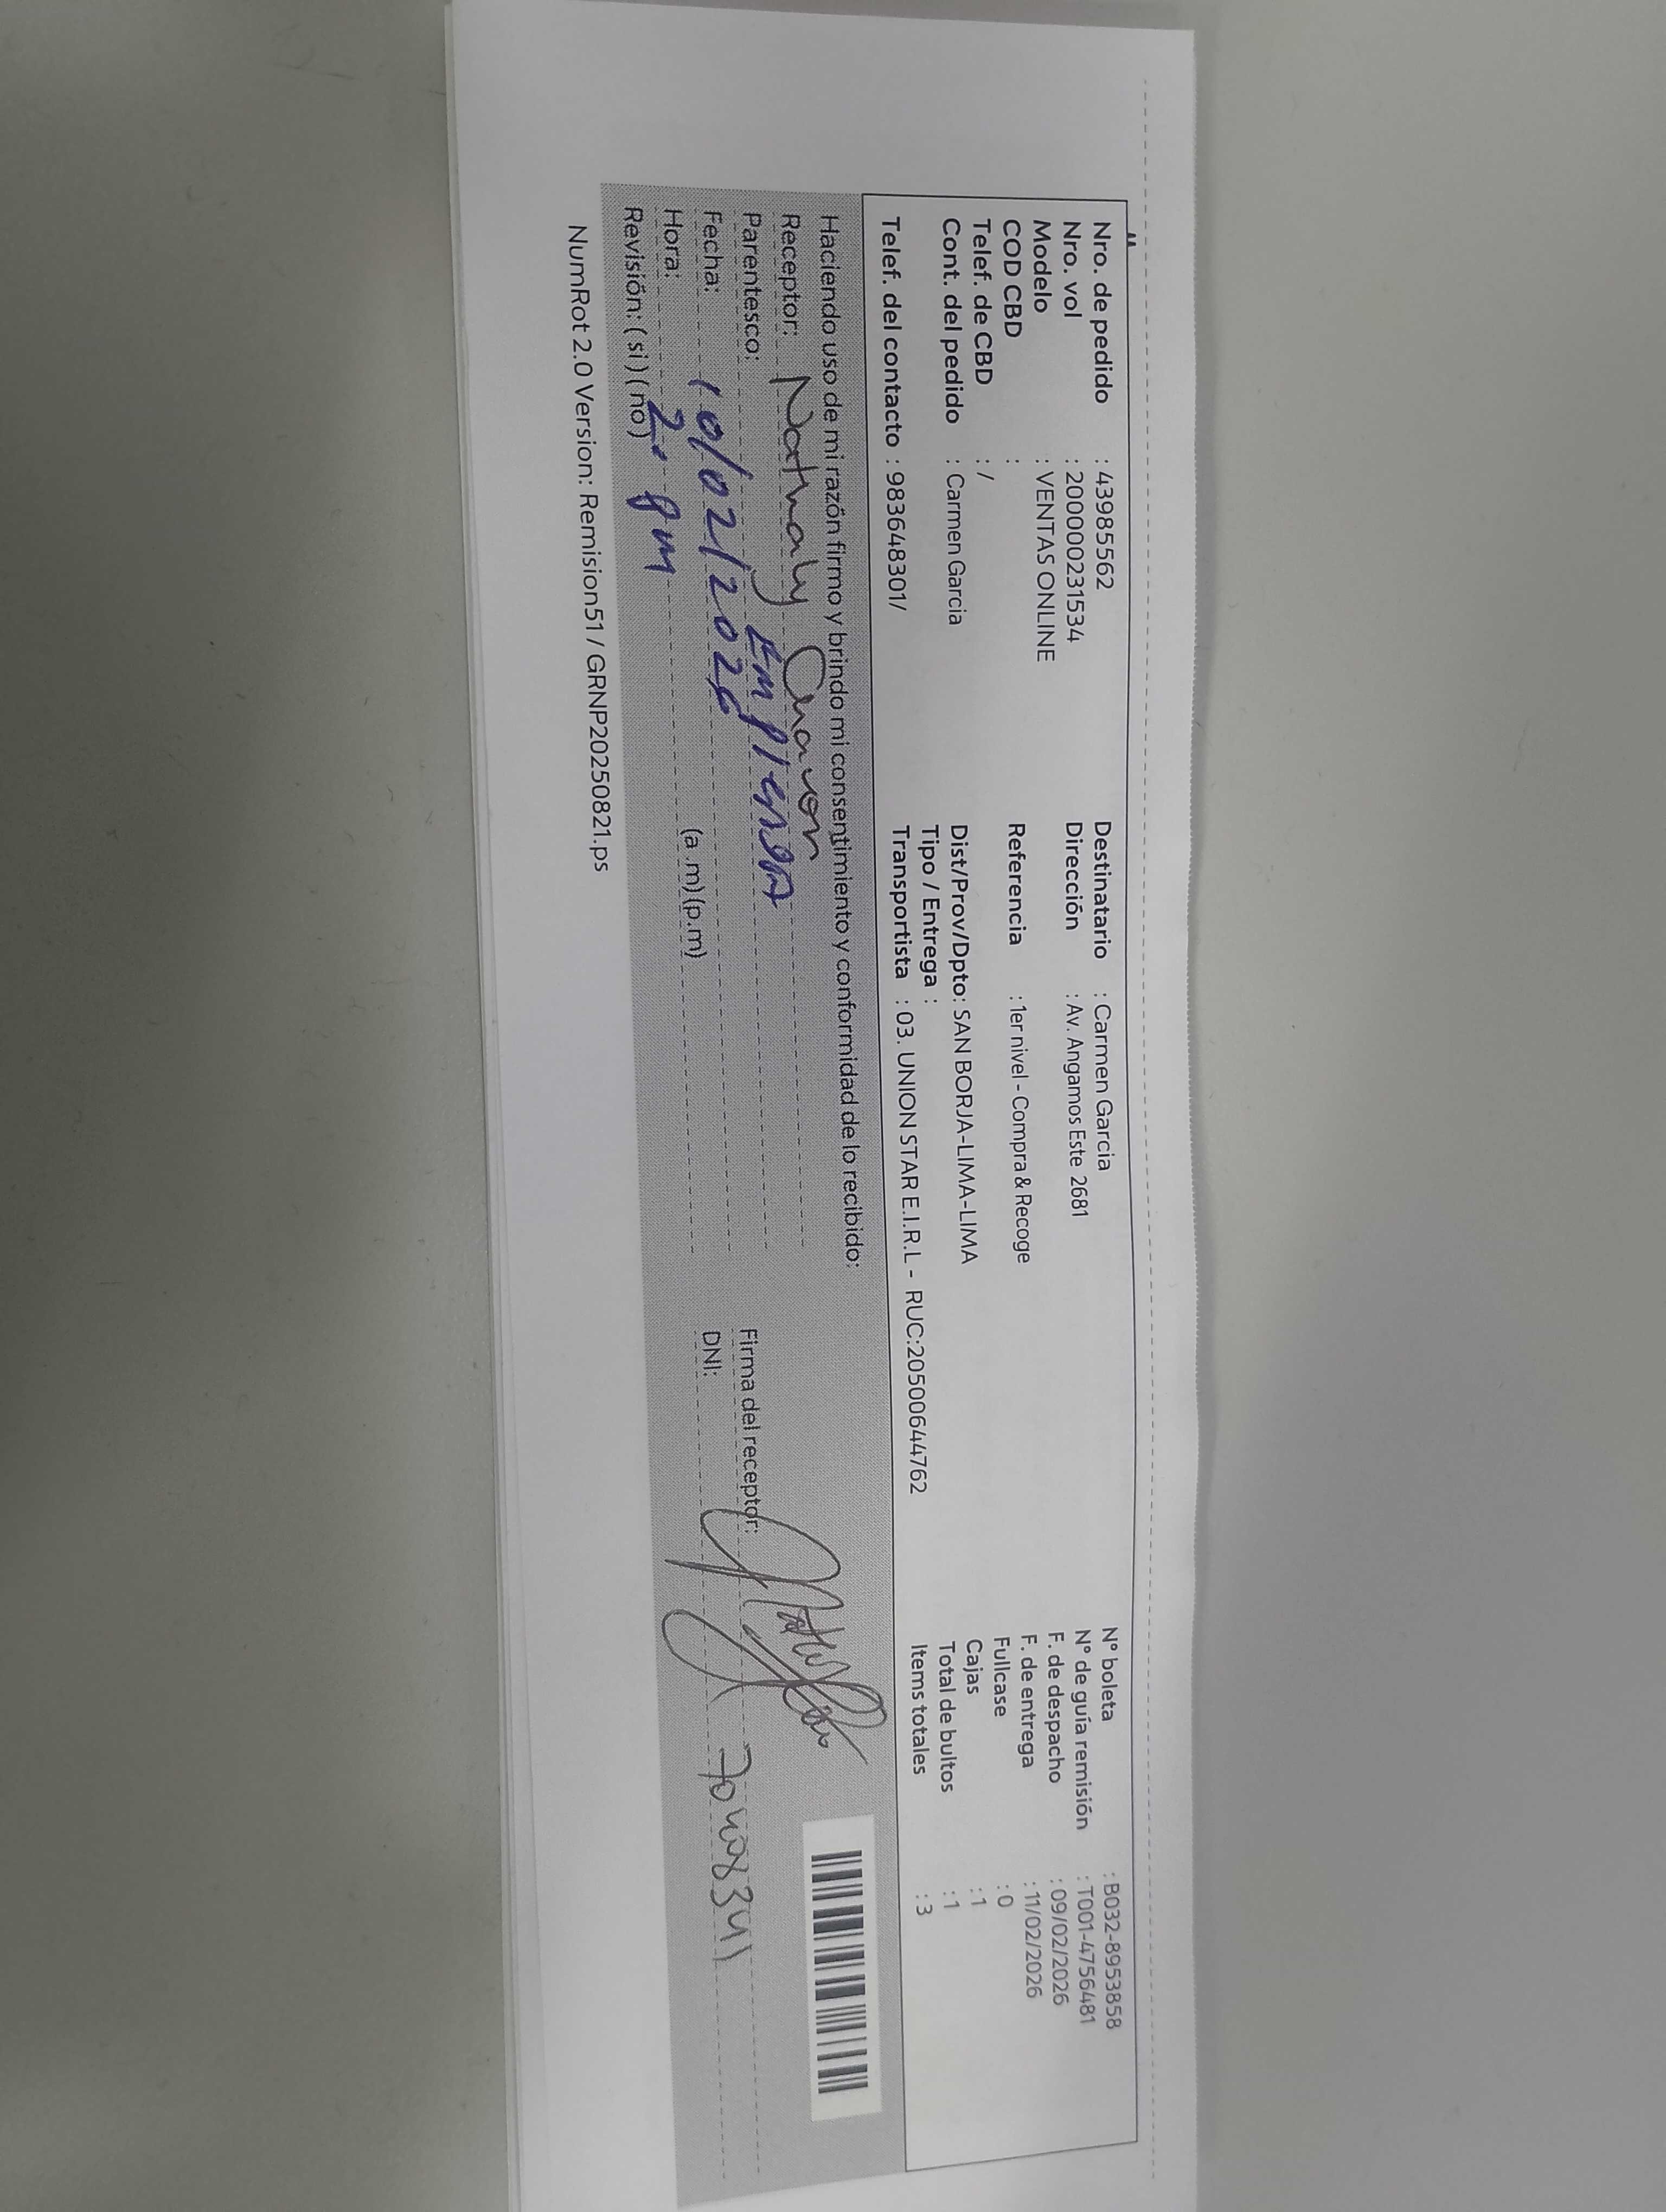 Nro. de pedido : 43985562
Nro. vol : 2000002315​34
Modelo : VENTAS ONLINE
COD CBD :
Telef. de CBD : /
Cont. del pedido : Carmen Garcia
Telef. del contacto : 983648301/
Destinatario : Carmen Garcia
Dirección : Av. Angamos Este 2681
Referencia : 1er nivel - Compra & Recoge
Dist/Prov/Dpto: SAN BORJA-LIMA-LIMA
Tipo / Entrega :
Transportista : 03. UNION STAR E.I.R.L - RUC:20500644762
N° boleta : B032-8953858
N° de guía remisión : T001-4756481
F. de despacho : 09/02/2026
F. de entrega : 11/02/2026
Fullcase : 0
Cajas : 1
Total de bultos : 1
Items totales : 3
Haciendo uso de mi razón firmo y brindo mi consentimiento y conformidad de lo recibido:
Receptor: Nathaly Chavon
Parentesco: Empleada
Fecha: 10/02/2026
Hora: 2. pm (a.m)(p.m)
Revisión: ( si ) ( no )
Firma del receptor:
DNI: 70408341
NumRot 2.0 Version: Remision51 / GRNP20250821.ps